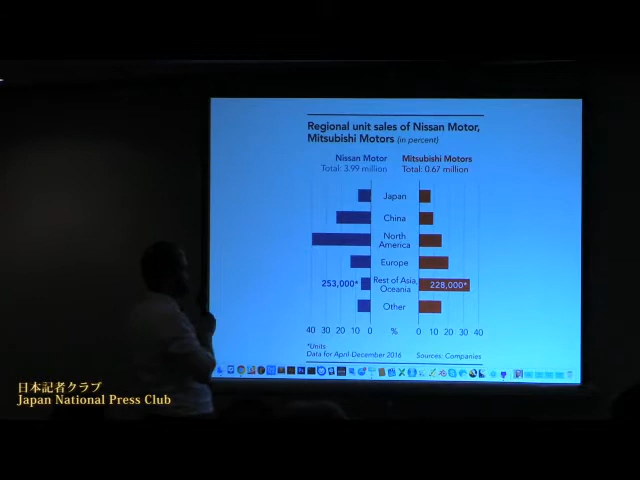 Regional unit sales of Nissan Motor,
Mitsubishi Motors (in percent)
Nissan Motor Mitsubishi Motors
Total: 3.99 million Total: 0.67 million
Japan
China
North
America
Europe
253,000* Rest of Asia, 228,000*
Oceania
Other
40 30 20 10 0 % 0 10 20 30 40
*Units
Data for April-December 2016 Sources: Companies
日本記者クラブ
Japan National Press Club